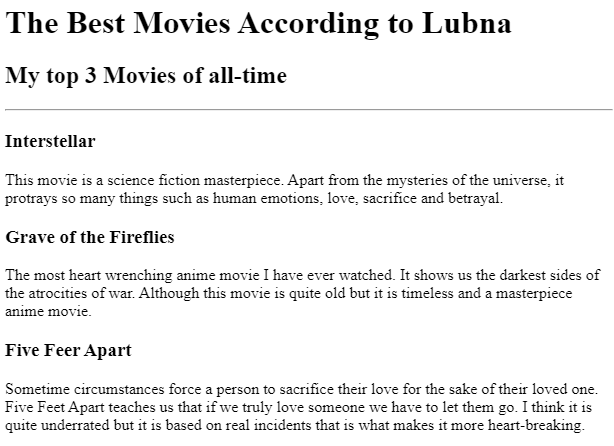 The Best Movies According to Lubna
My top 3 Movies of all-time
Interstellar
This movie is a science fiction masterpiece. Apart from the mysteries of the universe, it
protrays so many things such as human emotions, love, sacrifice and betrayal.
Grave of the Fireflies
The most heart wrenching anime movie I have ever watched. It shows us the darkest sides of
the atrocities of war. Although this movie is quite old but it is timeless and a masterpiece
anime movie.
Five Feer Apart
Sometime circumstances force a person to sacrifice their love for the sake of their loved one.
Five Feet Apart teaches us that if we truly love someone we have to let them go. I think it is
quite underrated but it is based on real incidents that is what makes it more heart-breaking.